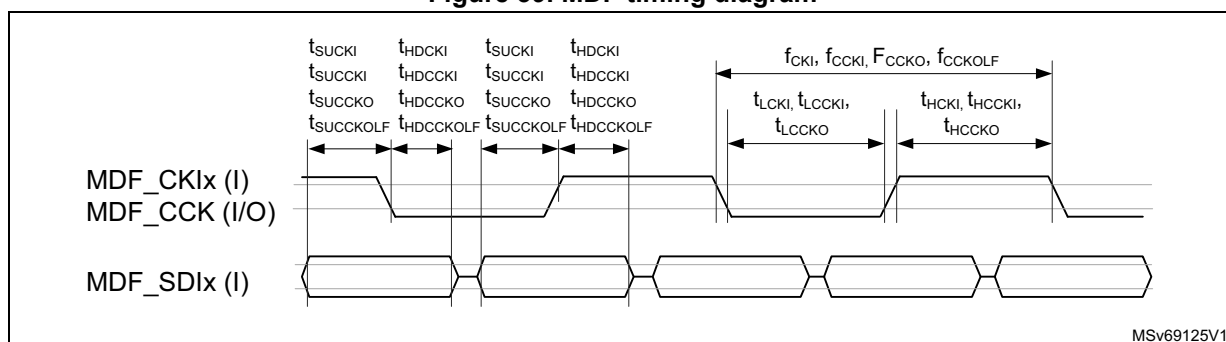 Figure 88. MDF timing diagram
tSUCKI tHDCKI tSUCKI tHDCKI
tSUCCKI tHDCCKI tSUCCKI tHDCCKI
tSUCCKO tHDCCKO tSUCCKO tHDCCKO
tSUCCKOLF tHDCCKOLF tSUCCKOLF tHDCCKOLF
fCKI, fCCKI, FCCKO, fCCKOLF
tLCKI, tLCCKI,
tLCCKO
tHCKI, tHCCKI,
tHCCKO
MDF_CKIx (I)
MDF_CCK (I/O)
MDF_SDIx (I)
MSv69125V1